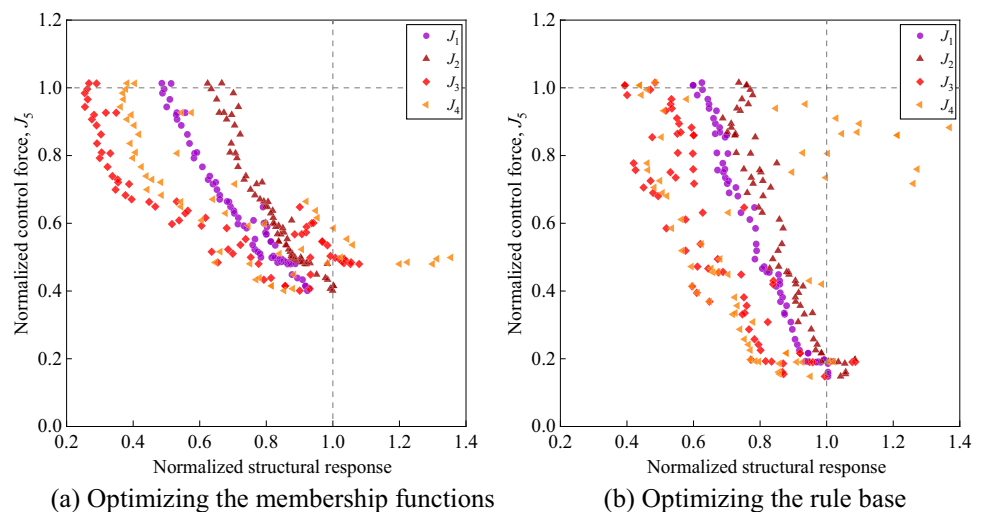 1.2
1.0
0.8
0.6
0.4
0.2
0.0
Normalized control force, J5
0.2 0.4 0.6 0.8 1.0 1.2 1.4
Normalized structural response
J1
J2
J3
J4
(a) Optimizing the membership functions
1.2
1.0
0.8
0.6
0.4
0.2
0.0
Normalized control force, J5
0.2 0.4 0.6 0.8 1.0 1.2 1.4
Normalized structural response
J1
J2
J3
J4
(b) Optimizing the rule base